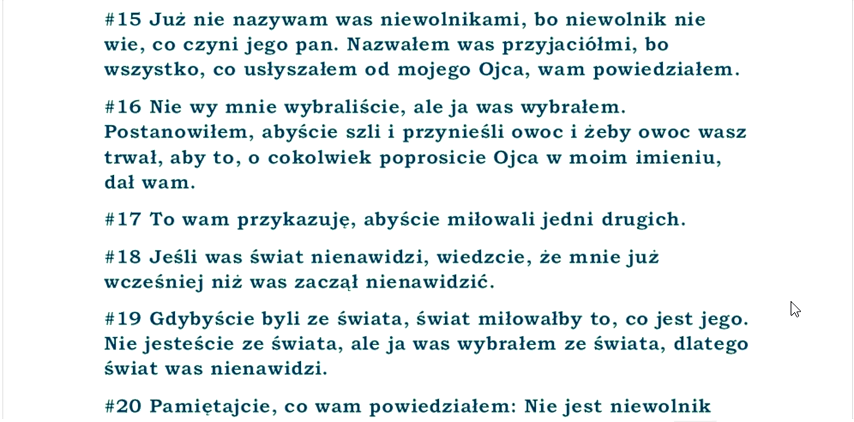 #15 Już nie nazywam was niewolnikami, bo niewolnik nie
wie, co czyni jego pan. Nazwałem was przyjaciółmi, bo
wszystko, co usłyszałem od mojego Ojca, wam powiedziałem.
#16 Nie wy mnie wybraliście, ale ja was wybrałem.
Postanowiłem, abyście szli i przynieśli owoc i żeby owoc wasz
trwał, aby to, o cokolwiek poprosicie Ojca w moim imieniu,
dał wam.
#17 To wam przykazuję, abyście miłowali jedni drugich.
#18 Jeśli was świat nienawidzi, wiedzcie, że mnie już
wcześniej niż was zaczął nienawidzić.
#19 Gdybyście byli ze świata, świat miłowałby to, co jest jego.
Nie jesteście ze świata, ale ja was wybrałem ze świata, dlatego
świat was nienawidzi.
#20 Pamiętajcie, co wam powiedziałem: Nie jest niewolnik